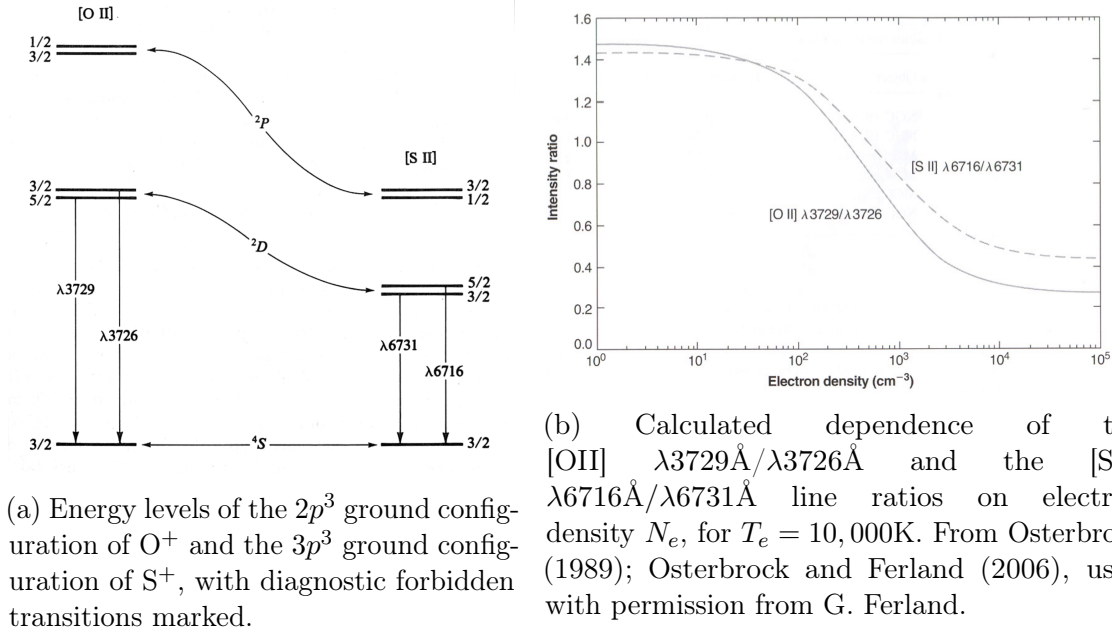 [O II]
1/2
3/2
²P
[S II]
3/2
5/2
3/2
1/2
²D
λ3729
λ3726
5/2
3/2
λ6731
λ6716
3/2
⁴S
3/2
(a) Energy levels of the 2p³ ground config-
uration of O⁺ and the 3p³ ground config-
uration of S⁺, with diagnostic forbidden
transitions marked.
1.6
1.4
1.2
1.0
0.8
0.6
0.4
0.2
0.0
Intensity ratio
[S II] λ6716/λ6731
[O II] λ3729/λ3726
10⁰ 10¹ 10² 10³ 10⁴ 10⁵
Electron density (cm⁻³)
(b) Calculated dependence of t
[OII] λ3729Å/λ3726Å and the [S
λ6716Å/λ6731Å line ratios on electr
density Nₑ, for Tₑ = 10,000K. From Osterbro
(1989); Osterbrock and Ferland (2006), us
with permission from G. Ferland.